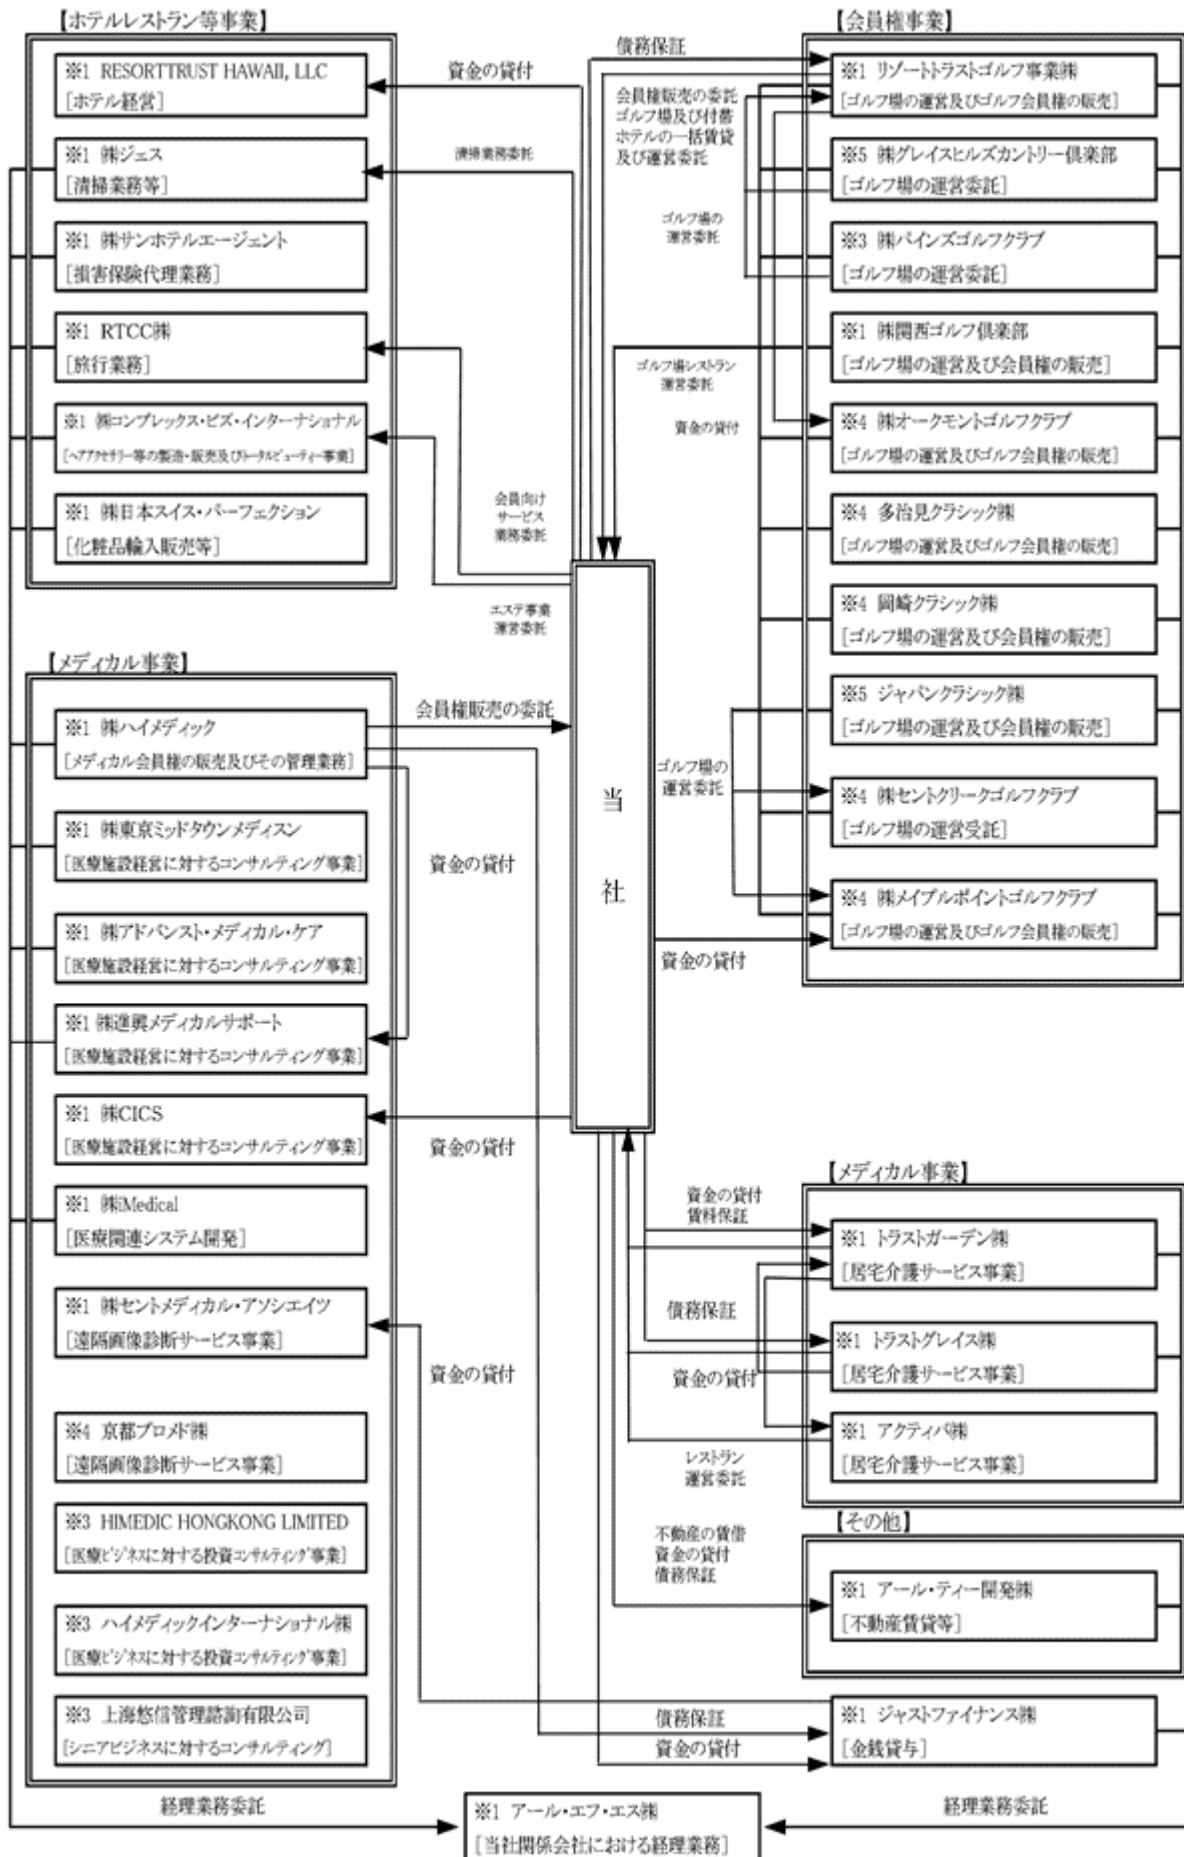 【ホテルレストラン等事業】
※1 RESORTTRUST HAWAII, LLC
[ホテル経営]
※1 ㈱ジェス
[清掃業務等]
※1 ㈱サンホテルエージェント
[損害保険代理業務]
※1 RTCC㈱
[旅行業務]
※1 ㈱コンプレックス・ビズ・インターナショナル
[ヘアアクセサリー等の製造・販売及びトータルビューティー事業]
※1 ㈱日本スイス・パーフェクション
[化粧品輸入販売等]
資金の貸付
清掃業務委託
会員向け
サービス
業務委託
エステ事業
運営委託
債務保証
会員権販売の委託
ゴルフ場及び付帯
ホテルの一括賃貸
及び運営委託
ゴルフ場の
運営委託
ゴルフ場レストラン
運営委託
資金の貸付
【会員権事業】
※1 リゾートトラストゴルフ事業㈱
[ゴルフ場の運営及びゴルフ会員権の販売]
※5 ㈱グレイスヒルズカントリー倶楽部
[ゴルフ場の運営委託]
※3 ㈱パインズゴルフクラブ
[ゴルフ場の運営委託]
※1 ㈱関西ゴルフ倶楽部
[ゴルフ場の運営及び会員権の販売]
※4 ㈱オークモントゴルフクラブ
[ゴルフ場の運営及びゴルフ会員権の販売]
※4 多治見クラシック㈱
[ゴルフ場の運営及びゴルフ会員権の販売]
※4 岡崎クラシック㈱
[ゴルフ場の運営及び会員権の販売]
※5 ジャパンクラシック㈱
[ゴルフ場の運営及び会員権の販売]
※4 ㈱セントクリークゴルフクラブ
[ゴルフ場の運営受託]
※4 ㈱メイプルポイントゴルフクラブ
[ゴルフ場の運営及びゴルフ会員権の販売]
ゴルフ場の
運営委託
資金の貸付
当
社
【メディカル事業】
※1 ㈱ハイメディック
[メディカル会員権の販売及びその管理業務]
※1 ㈱東京ミッドタウンメディスン
[医療施設経営に対するコンサルティング事業]
※1 ㈱アドバンスト・メディカル・ケア
[医療施設経営に対するコンサルティング事業]
※1 ㈱進興メディカルサポート
[医療施設経営に対するコンサルティング事業]
※1 ㈱CICS
[医療施設経営に対するコンサルティング事業]
※1 ㈱iMedical
[医療関連システム開発]
※1 ㈱セントメディカル・アソシエイツ
[遠隔画像診断サービス事業]
※4 京都プロメド㈱
[遠隔画像診断サービス事業]
※3 HIMEDIC HONGKONG LIMITED
[医療ビジネスに対する投資コンサルティング事業]
※3 ハイメディックインターナショナル㈱
[医療ビジネスに対する投資コンサルティング事業]
※3 上海悠信管理諮詢有限公司
[シニアビジネスに対するコンサルティング]
会員権販売の委託
資金の貸付
資金の貸付
資金の貸付
【メディカル事業】
※1 トラストガーデン㈱
[居宅介護サービス事業]
※1 トラストグレイス㈱
[居宅介護サービス事業]
※1 アクティバ㈱
[居宅介護サービス事業]
資金の貸付
賃料保証
債務保証
資金の貸付
レストラン
運営委託
【その他】
※1 アール・ティー開発㈱
[不動産賃貸等]
不動産の賃借
資金の貸付
債務保証
※1 ジャストファイナンス㈱
[金銭貸与]
債務保証
資金の貸付
経理業務委託
※1 アール・エフ・エス㈱
[当社関係会社における経理業務]
経理業務委託